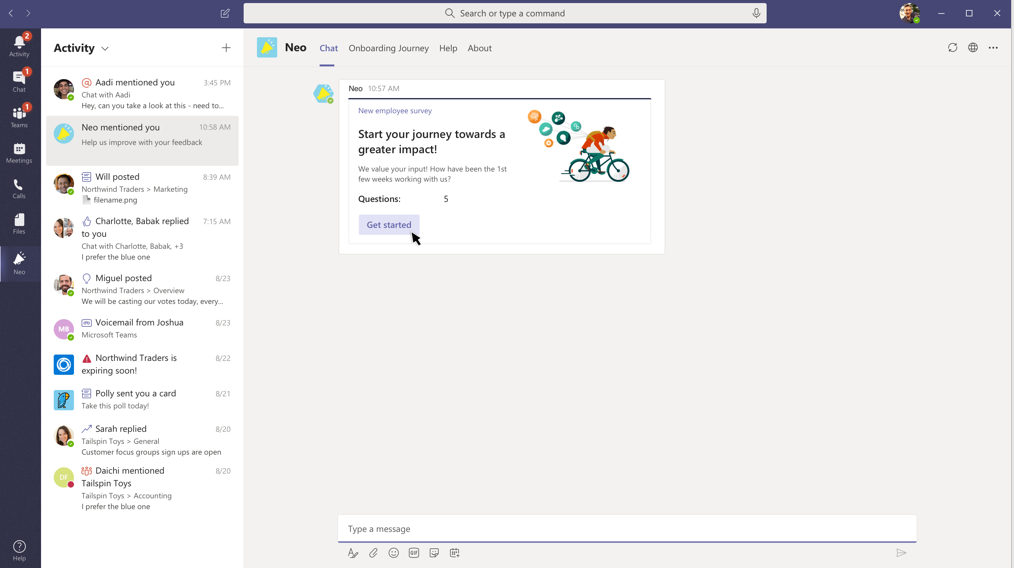 Search or type a command
2
Activity
1
Chat
1
Teams
Meetings
Calls
Files
Neo
Help
Activity
Aadi mentioned you 3:45 PM
Chat with Aadi
Hey, can you take a look at this - need to...
Neo mentioned you 10:58 AM
Help us improve with your feedback
Will posted 8:39 AM
Northwind Traders > Marketing
filename.png
Charlotte, Babak replied 7:15 AM
to you
Chat with Charlotte, Babak, +3
I prefer the blue one
Miguel posted 8/23
Northwind Traders > Overview
We will be casting our votes today, every...
MB
Voicemail from Joshua 8/23
Microsoft Teams
Northwind Traders is 8/22
expiring soon!
Polly sent you a card 8/21
Take this poll today!
Sarah replied 8/20
Tailspin Toys > General
Customer focus groups sign ups are open
DF
Daichi mentioned 8/20
Tailspin Toys
Tailspin Toys > Accounting
I prefer the blue one
Neo Chat Onboarding Journey Help About
Neo 10:57 AM
New employee survey
Start your journey towards a
greater impact!
We value your input! How have been the 1st
few weeks working with us?
Questions: 5
Get started
Type a message
GIF